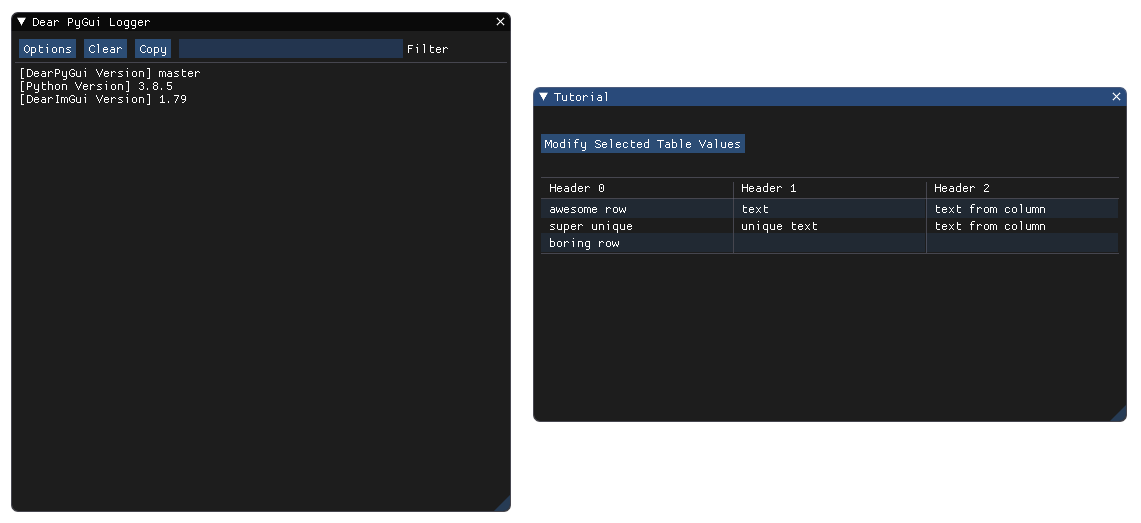 Dear PyGui Logger
Options Clear Copy Filter
[DearPyGui Version] master
[Python Version] 3.8.5
[DearImGui Version] 1.79
Tutorial
Modify Selected Table Values
Header 0 Header 1 Header 2
awesome row text text from column
super unique unique text text from column
boring row